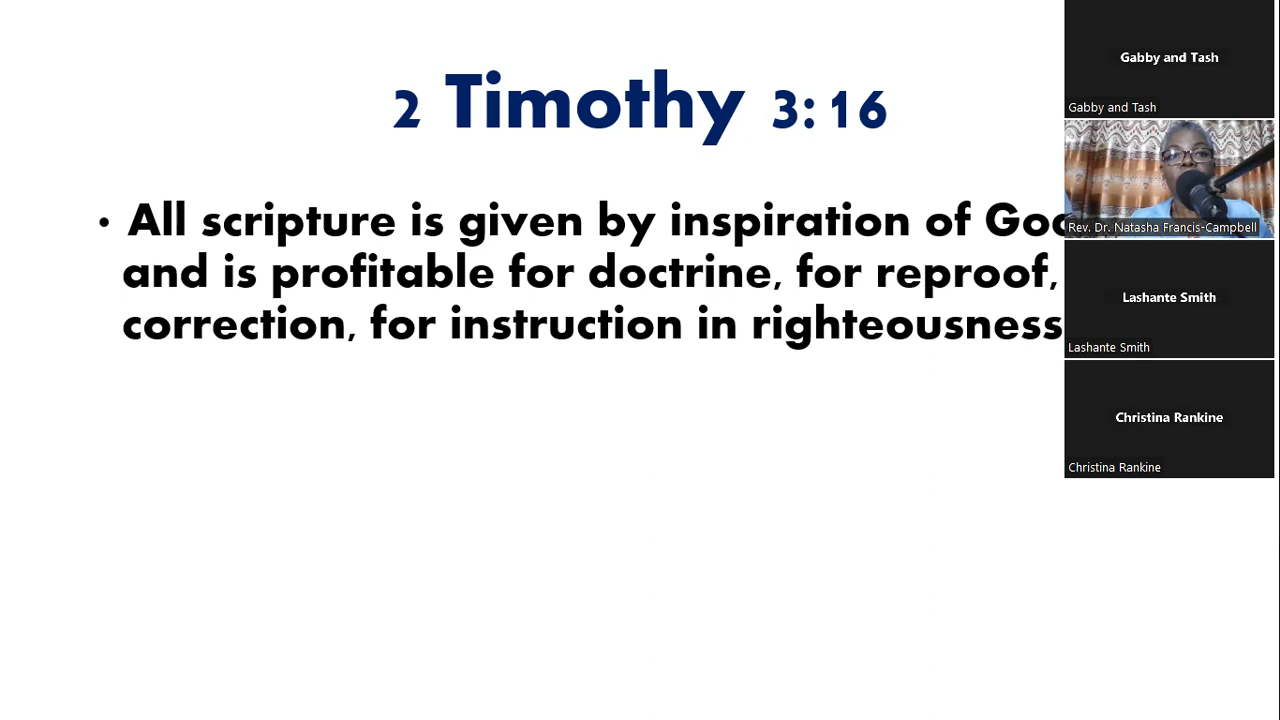 2 Timothy 3:16
• All scripture is given by inspiration of
and is profitable for doctrine, for reproof,
correction, for instruction in righteousness
Gabby and Tash
Gabby and Tash
Rev. Dr. Natasha Francis-Campbell
Lashante Smith
Lashante Smith
Christina Rankine
Christina Rankine